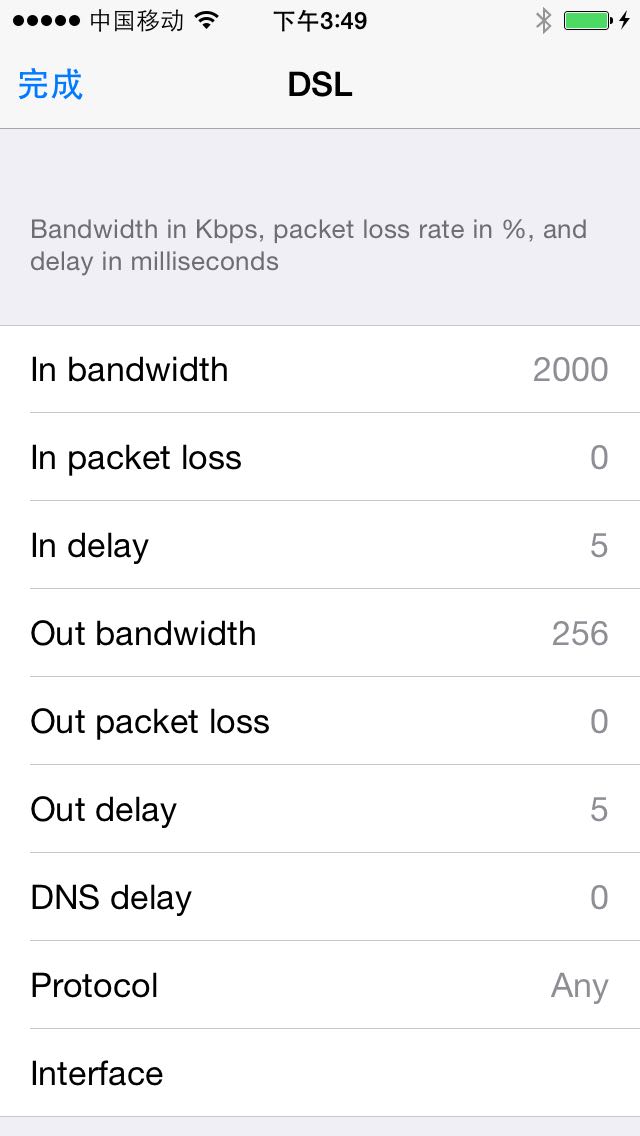 中国移动 下午3:49
完成 DSL
Bandwidth in Kbps, packet loss rate in %, and
delay in milliseconds
In bandwidth 2000
In packet loss 0
In delay 5
Out bandwidth 256
Out packet loss 0
Out delay 5
DNS delay 0
Protocol Any
Interface